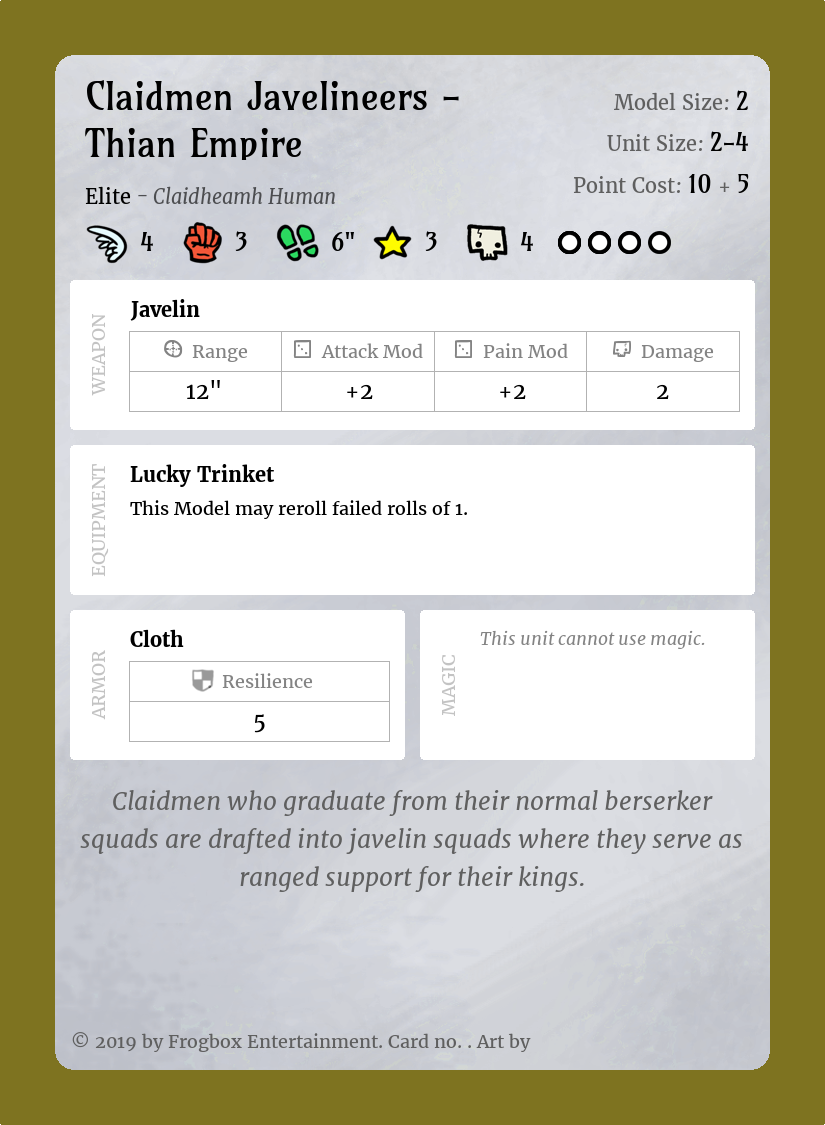 Claidmen Javelineers –
Thian Empire
Model Size: 2
Unit Size: 2–4
Point Cost: 10 + 5
Elite – Claidheamh Human
4 3 6" 3 4
WEAPON
Javelin
Range Attack Mod Pain Mod Damage
12" +2 +2 2
EQUIPMENT
Lucky Trinket
This Model may reroll failed rolls of 1.
ARMOR
Cloth
Resilience
5
MAGIC
This unit cannot use magic.
Claidmen who graduate from their normal berserker
squads are drafted into javelin squads where they serve as
ranged support for their kings.
© 2019 by Frogbox Entertainment. Card no. . Art by